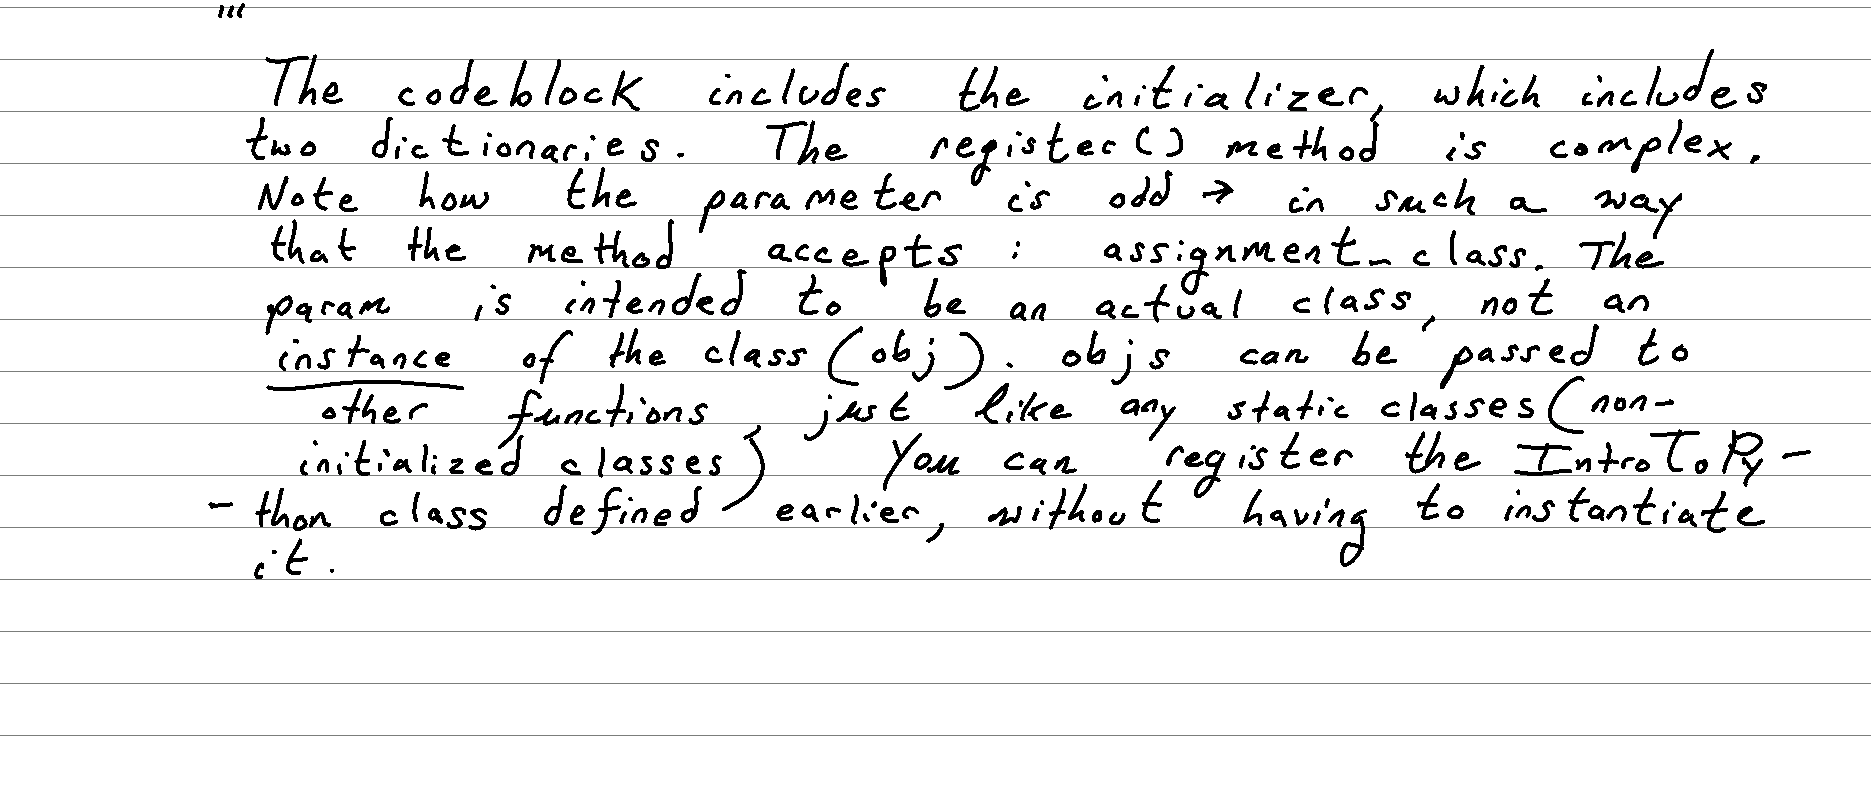 '''
The codeblock includes the initializer, which includes
two dictionaries. The register() method is complex.
Note how the parameter is odd → in such a way
that the method accepts : assignment_class. The
param is intended to be an actual class, not an
instance of the class (obj). objs can be passed to
other functions, just like any static classes (non-
initialized classes) You can register the IntroToPy-
- thon class defined earlier, without having to instantiate
it.